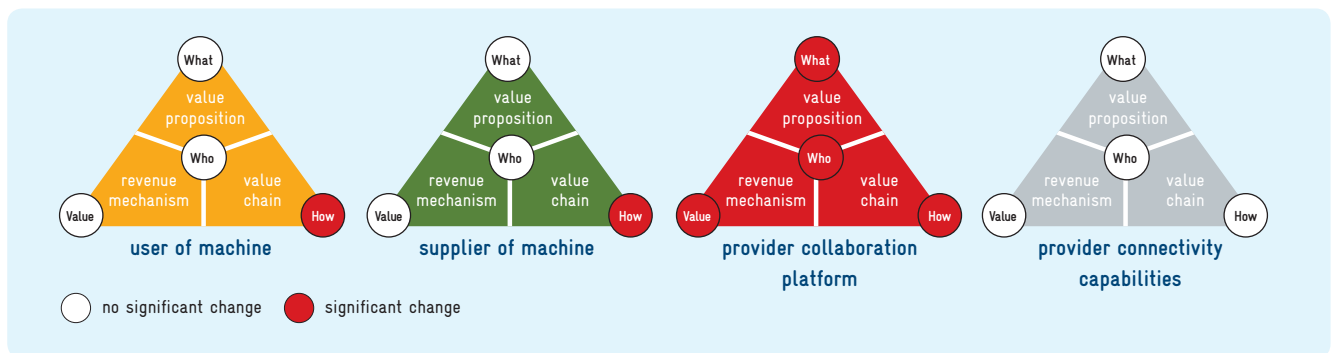 What
value
proposition
Who
revenue
mechanism
value
chain
Value
How
user of machine
What
value
proposition
Who
revenue
mechanism
value
chain
Value
How
supplier of machine
What
value
proposition
Who
revenue
mechanism
value
chain
Value
How
provider collaboration
platform
What
value
proposition
Who
revenue
mechanism
value
chain
Value
How
provider connectivity
capabilities
no significant change
significant change